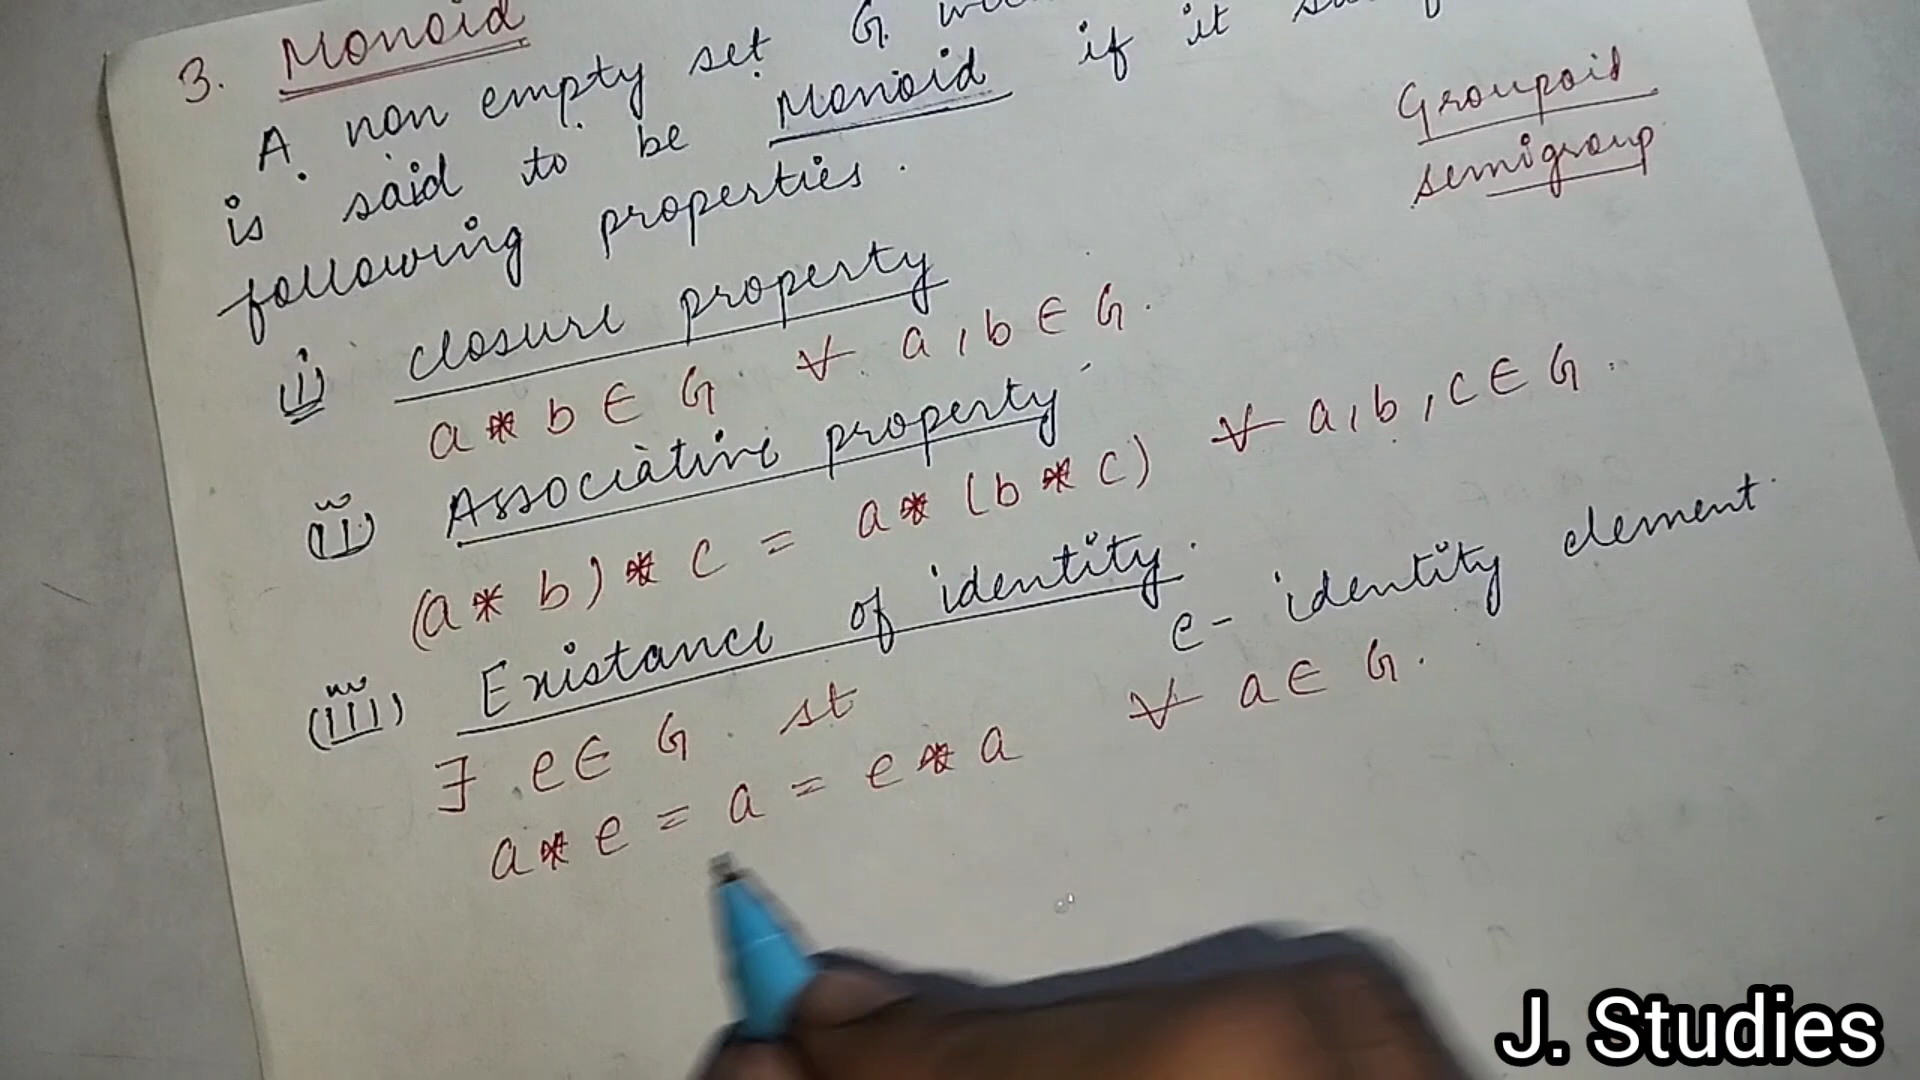 3. Monoid
A non empty set G
is said to be Monoid if it
following properties.
Groupoid
semigroup
(i) closure property
a * b ∈ G ∀ a, b ∈ G.
(ii) Associative property
(a * b) * c = a * (b * c) ∀ a, b, c ∈ G.
(iii) Existance of identity.
e - identity element
∃ e ∈ G st
a * e = a = e * a ∀ a ∈ G.
J. Studies